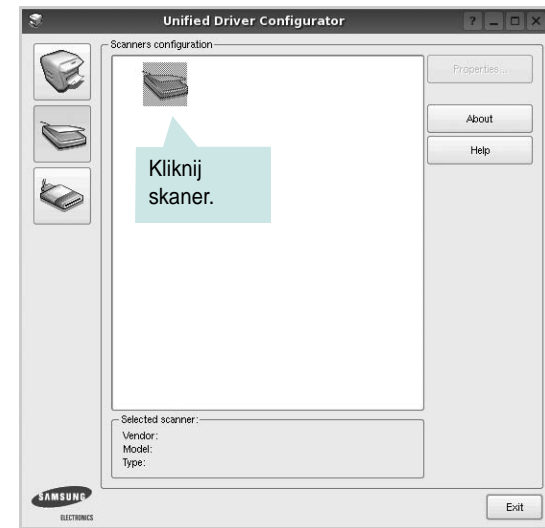 Unified Driver Configurator
Scanners configuration
Properties...
About
Help
Kliknij
skaner.
Selected scanner:
Vendor:
Model:
Type:
SAMSUNG
ELECTRONICS
Exit